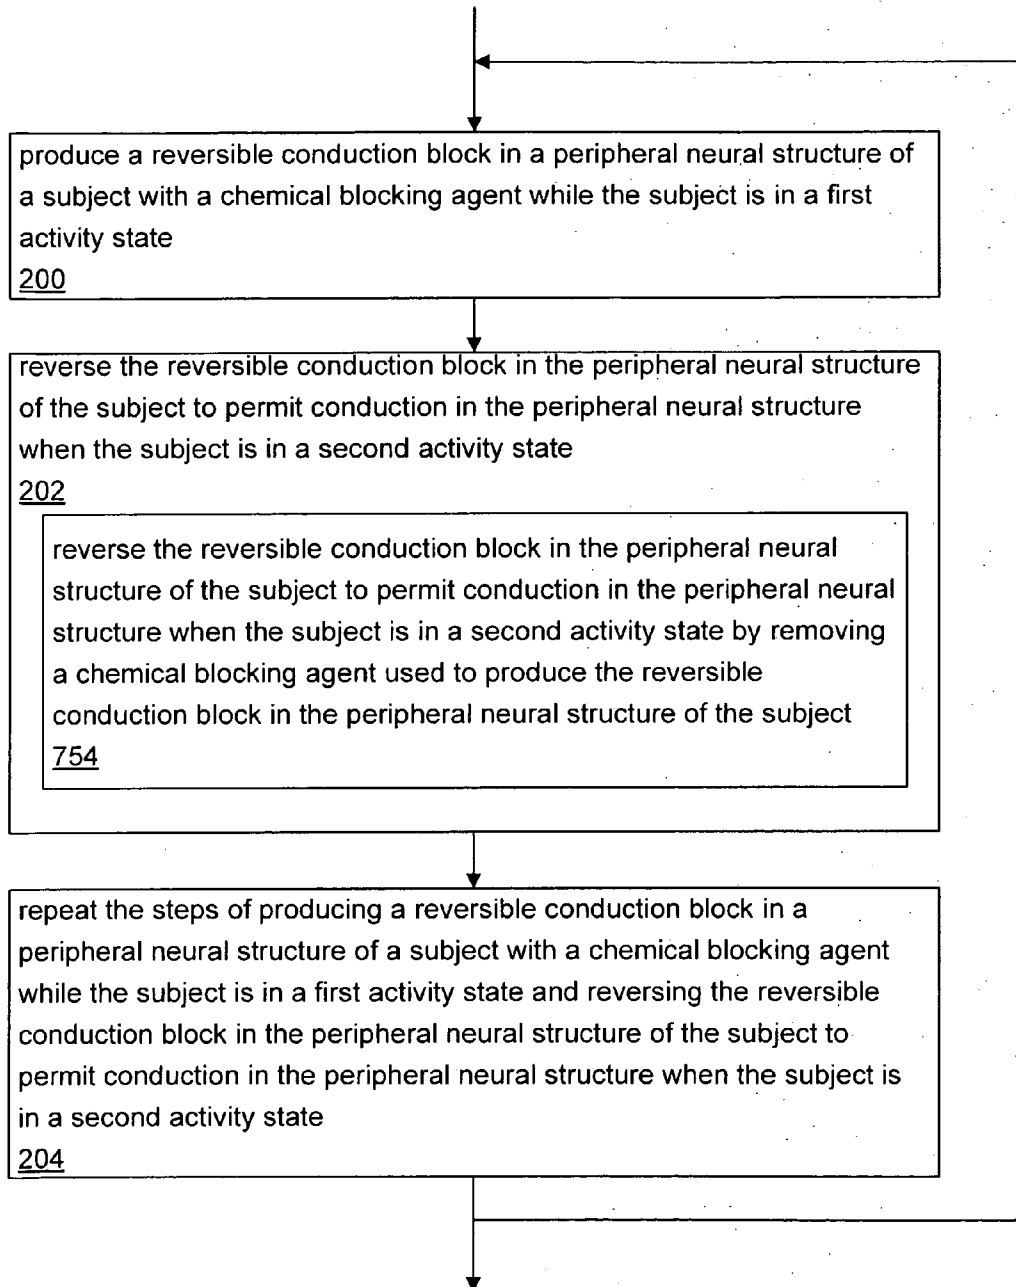 produce a reversible conduction block in a peripheral neural structure of
a subject with a chemical blocking agent while the subject is in a first
activity state
200
reverse the reversible conduction block in the peripheral neural structure
of the subject to permit conduction in the peripheral neural structure
when the subject is in a second activity state
202
reverse the reversible conduction block in the peripheral neural
structure of the subject to permit conduction in the peripheral neural
structure when the subject is in a second activity state by removing
a chemical blocking agent used to produce the reversible
conduction block in the peripheral neural structure of the subject
754
repeat the steps of producing a reversible conduction block in a
peripheral neural structure of a subject with a chemical blocking agent
while the subject is in a first activity state and reversing the reversible
conduction block in the peripheral neural structure of the subject to
permit conduction in the peripheral neural structure when the subject is
in a second activity state
204